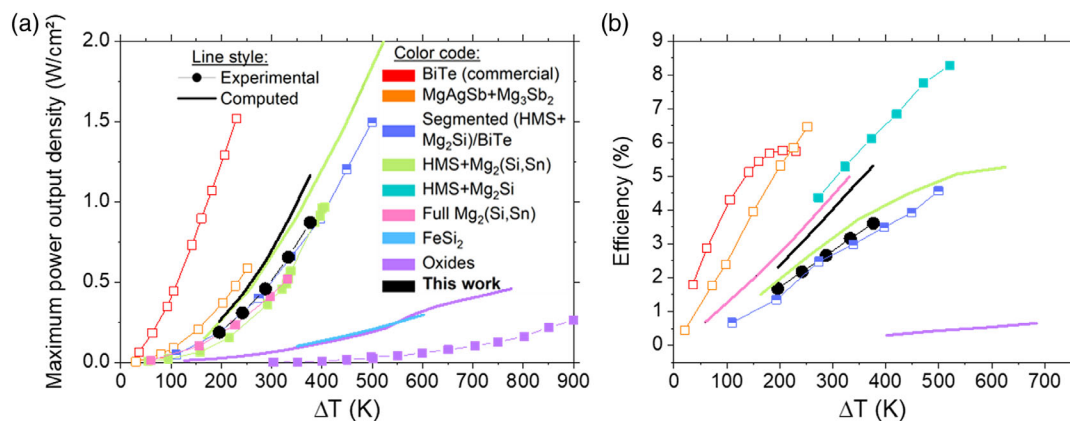 (a)
Maximum power output density (W/cm²)
2.0
1.5
1.0
0.5
0.0
0 100 200 300 400 500 600 700 800 900
ΔT (K)
Line style:
Experimental
Computed
Color code:
BiTe (commercial)
MgAgSb+Mg₃Sb₂
Segmented (HMS+
Mg₂Si)/BiTe
HMS+Mg₂(Si,Sn)
HMS+Mg₂Si
Full Mg₂(Si,Sn)
FeSi₂
Oxides
This work
(b)
Efficiency (%)
9
8
7
6
5
4
3
2
1
0
0 100 200 300 400 500 600 700
ΔT (K)